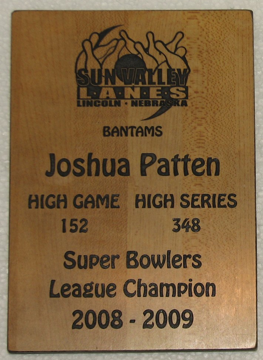 SUN VALLEY
LANES
LINCOLN • NEBRASKA
BANTAMS
Joshua Patten
HIGH GAME HIGH SERIES
152 348
Super Bowlers
League Champion
2008 - 2009